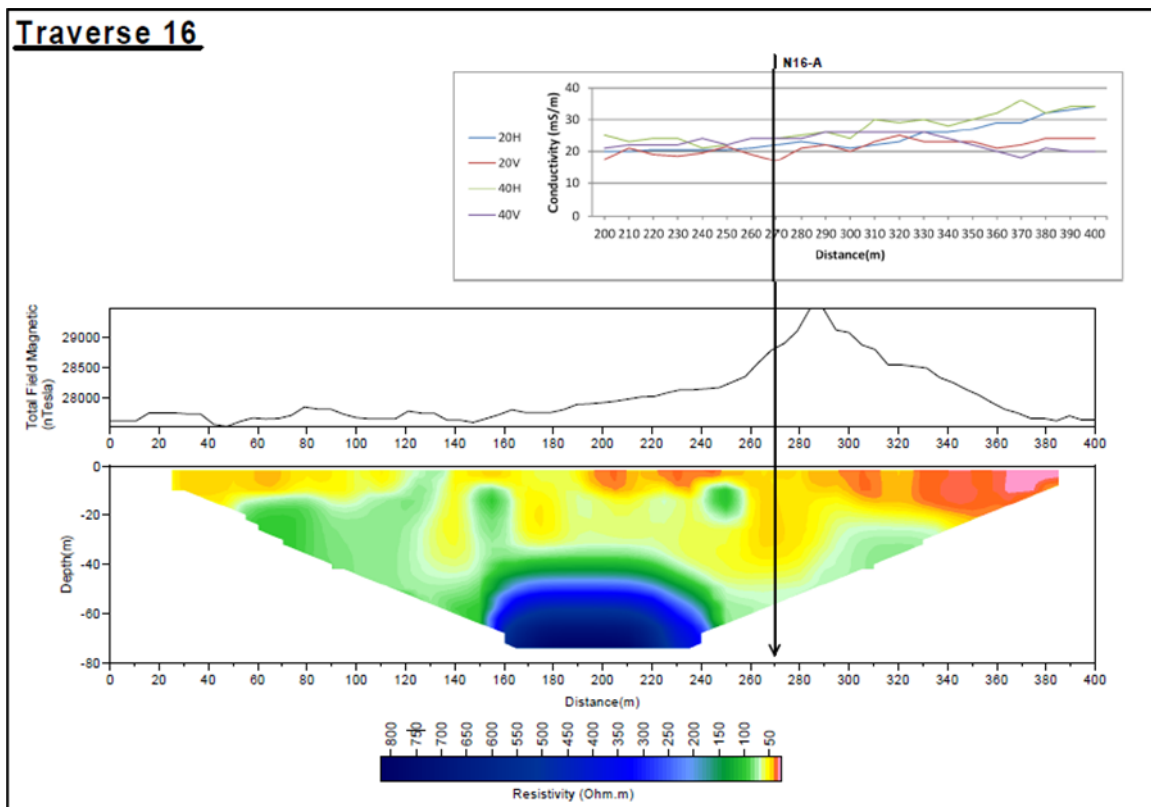 Traverse 16
N16-A
40
30
20
10
0
Conductivity (mS/m)
20H
20V
40H
40V
200 210 220 230 240 250 260 270 280 290 300 310 320 330 340 350 360 370 380 390 400
Distance(m)
Total Field Magnetic
(nTesla)
29000
28500
28000
0 20 40 60 80 100 120 140 160 180 200 220 240 260 280 300 320 340 360 380 400
Depth(m)
0
-20
-40
-60
-80
0 20 40 60 80 100 120 140 160 180 200 220 240 260 280 300 320 340 360 380 400
Distance(m)
800 750 700 650 600 550 500 450 400 350 300 250 200 150 100 50
Resistivity (Ohm.m)